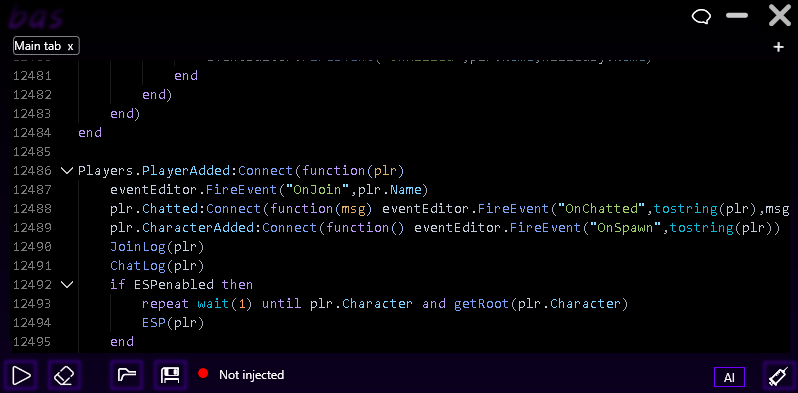 bas
Main tab x
+
12481 end
12482 end)
12483 end)
12484 end
12485
12486 Players.PlayerAdded:Connect(function(plr)
12487 eventEditor.FireEvent("OnJoin",plr.Name)
12488 plr.Chatted:Connect(function(msg) eventEditor.FireEvent("OnChatted",tostring(plr),msg
12489 plr.CharacterAdded:Connect(function() eventEditor.FireEvent("OnSpawn",tostring(plr))
12490 JoinLog(plr)
12491 ChatLog(plr)
12492 if ESPenabled then
12493 repeat wait(1) until plr.Character and getRoot(plr.Character)
12494 ESP(plr)
12495 end
Not injected
AI